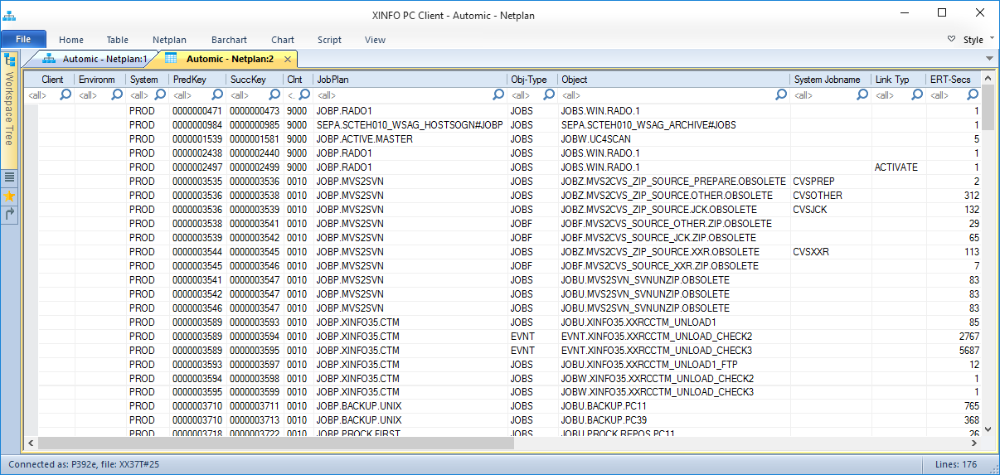 XINFO PC Client - Automic - Netplan
File Home Table Netplan Barchart Chart Script View Style
Automic - Netplan:1 Automic - Netplan:2
Workspace Tree
Client Environm System PredKey SuccKey Clnt JobPlan Obj-Type Object System Jobname Link Typ ERT-Secs
<all> <all> <all> <all> <all> <. <all> <all> <all> <all> <all> <all>
PROD 0000000471 0000000473 9000 JOBP.RADO1 JOBS JOBS.WIN.RADO.1 1
PROD 0000000984 0000000985 9000 SEPA.SCTEH010_WSAG_HOSTSOGN#JOBP JOBS SEPA.SCTEH010_WSAG_ARCHIVE#JOBS 1
PROD 0000001539 0000001581 9000 JOBP.ACTIVE.MASTER JOBS JOBW.UC4SCAN 5
PROD 0000002438 0000002440 9000 JOBP.RADO1 JOBS JOBS.WIN.RADO.1 1
PROD 0000002497 0000002499 9000 JOBP.RADO1 JOBS JOBS.WIN.RADO.1 ACTIVATE 1
PROD 0000003535 0000003536 0010 JOBP.MVS2SVN JOBS JOBZ.MVS2CVS_ZIP_SOURCE_PREPARE.OBSOLETE CVSPREP 2
PROD 0000003536 0000003538 0010 JOBP.MVS2SVN JOBS JOBZ.MVS2CVS_ZIP_SOURCE.OTHER.OBSOLETE CVSOTHER 312
PROD 0000003536 0000003539 0010 JOBP.MVS2SVN JOBS JOBZ.MVS2CVS_ZIP_SOURCE.JCK.OBSOLETE CVSJCK 132
PROD 0000003538 0000003541 0010 JOBP.MVS2SVN JOBF JOBF.MVS2CVS_SOURCE_OTHER.ZIP.OBSOLETE 29
PROD 0000003539 0000003542 0010 JOBP.MVS2SVN JOBF JOBF.MVS2CVS_SOURCE_JCK.ZIP.OBSOLETE 65
PROD 0000003544 0000003545 0010 JOBP.MVS2SVN JOBS JOBZ.MVS2CVS_ZIP_SOURCE.XXR.OBSOLETE CVSXXR 113
PROD 0000003545 0000003546 0010 JOBP.MVS2SVN JOBF JOBF.MVS2CVS_SOURCE_XXR.ZIP.OBSOLETE 7
PROD 0000003541 0000003547 0010 JOBP.MVS2SVN JOBS JOBU.MVS2SVN_SVNUNZIP.OBSOLETE 83
PROD 0000003542 0000003547 0010 JOBP.MVS2SVN JOBS JOBU.MVS2SVN_SVNUNZIP.OBSOLETE 83
PROD 0000003546 0000003547 0010 JOBP.MVS2SVN JOBS JOBU.MVS2SVN_SVNUNZIP.OBSOLETE 83
PROD 0000003589 0000003593 0010 JOBP.XINFO35.CTM JOBS JOBU.XINFO35.XXRCCTM_UNLOAD1 85
PROD 0000003589 0000003594 0010 JOBP.XINFO35.CTM EVNT EVNT.XINFO35.XXRCCTM_UNLOAD_CHECK2 2767
PROD 0000003589 0000003595 0010 JOBP.XINFO35.CTM EVNT EVNT.XINFO35.XXRCCTM_UNLOAD_CHECK3 5687
PROD 0000003593 0000003597 0010 JOBP.XINFO35.CTM JOBS JOBU.XINFO35.XXRCCTM_UNLOAD1_FTP 12
PROD 0000003594 0000003598 0010 JOBP.XINFO35.CTM JOBS JOBW.XINFO35.XXRCCTM_UNLOAD_CHECK2 1
PROD 0000003595 0000003599 0010 JOBP.XINFO35.CTM JOBS JOBW.XINFO35.XXRCCTM_UNLOAD_CHECK3 1
PROD 0000003710 0000003711 0010 JOBP.BACKUP.UNIX JOBS JOBU.BACKUP.PC11 765
PROD 0000003710 0000003713 0010 JOBP.BACKUP.UNIX JOBS JOBU.BACKUP.PC39 368
PROD 0000003718 0000003722 0010 JOBP.PROCK.FIRST JOBS JOBU.PROCK.REPOS.PC11 26
Connected as: P392e, file: XX37T#25 Lines: 176